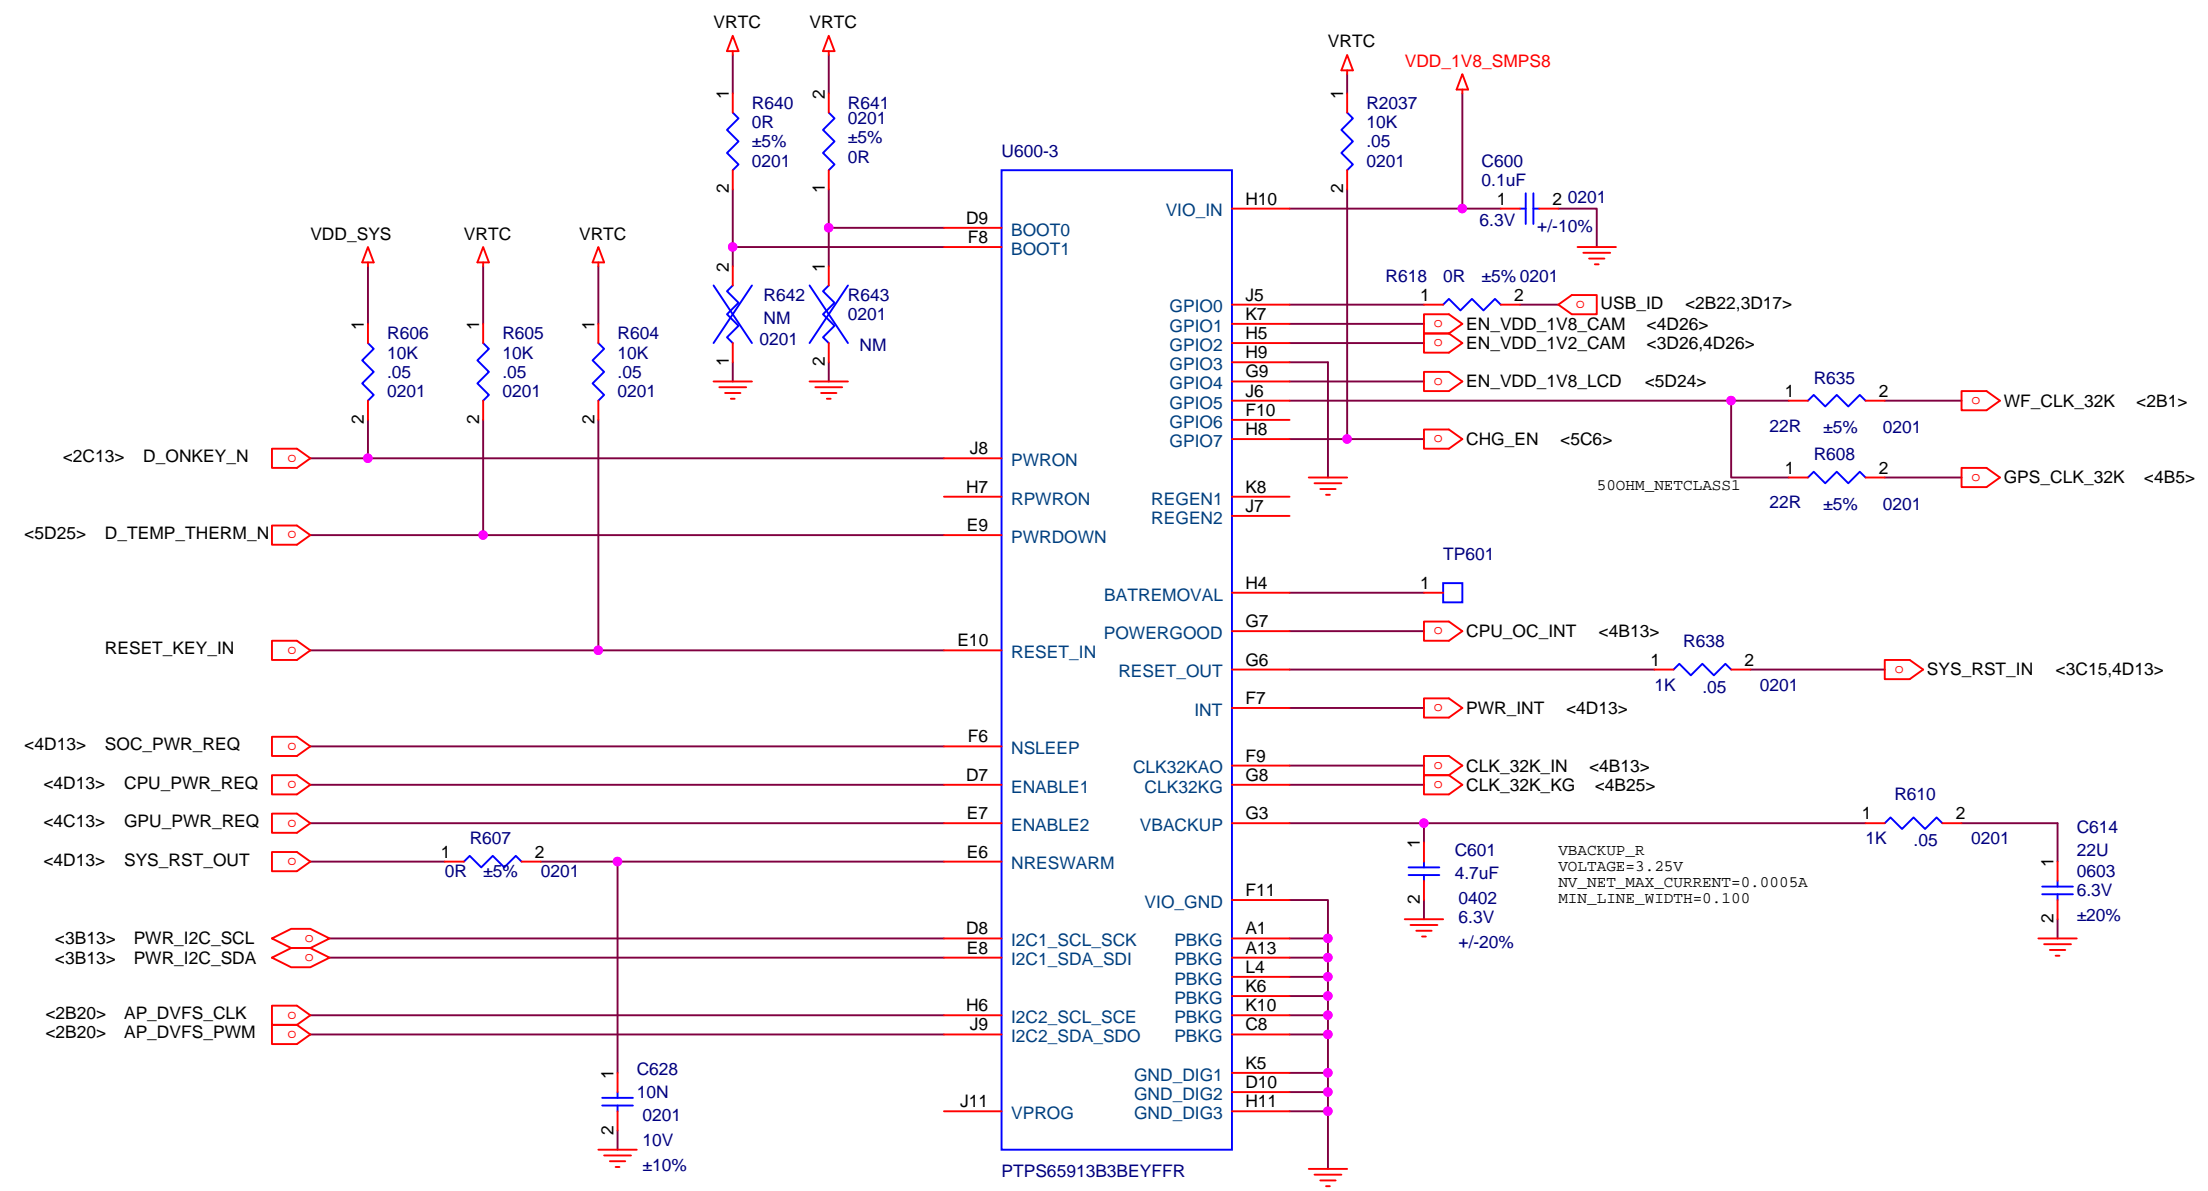 VRTC
VRTC
VRTC
VDD_1V8_SMPS8
1
R640
0R
±5%
0201
2
2
R641
0201
±5%
0R
1
1
R2037
10K
.05
0201
2
U600-3
C600
0.1uF
1
2
0201
6.3V
+/-10%
VDD_SYS
VRTC
VRTC
1
R606
10K
.05
0201
2
1
R605
10K
.05
0201
2
1
R604
10K
.05
0201
2
2
R642
NM
0201
1
1
R643
0201
NM
2
D9
BOOT0
F8
BOOT1
VIO_IN
H10
R618 0R ±5% 0201
1
2
GPIO0
J5
USB_ID <2B22,3D17>
GPIO1
K7
EN_VDD_1V8_CAM <4D26>
GPIO2
H5
EN_VDD_1V2_CAM <3D26,4D26>
GPIO3
H9
GPIO4
G9
EN_VDD_1V8_LCD <5D24>
GPIO5
J6
R635
1
2
22R ±5% 0201
WF_CLK_32K <2B1>
GPIO6
F10
GPIO7
H8
CHG_EN <5C6>
R608
1
2
22R ±5% 0201
GPS_CLK_32K <4B5>
50OHM_NETCLASS1
<2C13> D_ONKEY_N
J8
PWRON
H7
RPWRON
REGEN1
K8
REGEN2
J7
<5D25> D_TEMP_THERM_N
E9
PWRDOWN
TP601
BATREMOVAL
H4
1
POWERGOOD
G7
CPU_OC_INT <4B13>
RESET_KEY_IN
E10
RESET_IN
RESET_OUT
G6
R638
1
2
1K .05 0201
SYS_RST_IN <3C15,4D13>
INT
F7
PWR_INT <4D13>
<4D13> SOC_PWR_REQ
F6
NSLEEP
CLK32KAO
F9
CLK_32K_IN <4B13>
<4D13> CPU_PWR_REQ
D7
ENABLE1
CLK32KG
G8
CLK_32K_KG <4B25>
<4C13> GPU_PWR_REQ
E7
ENABLE2
VBACKUP
G3
R610
1
2
1K .05 0201
<4D13> SYS_RST_OUT
R607
1
2
0R ±5% 0201
E6
NRESWARM
1
C601
4.7uF
0402
6.3V
+/-20%
2
VBACKUP_R
VOLTAGE=3.25V
NV_NET_MAX_CURRENT=0.0005A
MIN_LINE_WIDTH=0.100
C614
22U
0603
6.3V
±20%
1
2
VIO_GND
F11
<3B13> PWR_I2C_SCL
D8
I2C1_SCL_SCK
<3B13> PWR_I2C_SDA
E8
I2C1_SDA_SDI
PBKG
A1
PBKG
A13
PBKG
L4
PBKG
K6
PBKG
K10
PBKG
C8
<2B20> AP_DVFS_CLK
H6
I2C2_SCL_SCE
<2B20> AP_DVFS_PWM
J9
I2C2_SDA_SDO
GND_DIG1
K5
GND_DIG2
D10
GND_DIG3
H11
1
C628
10N
0201
10V
±10%
2
J11
VPROG
PTPS65913B3BEYFFR